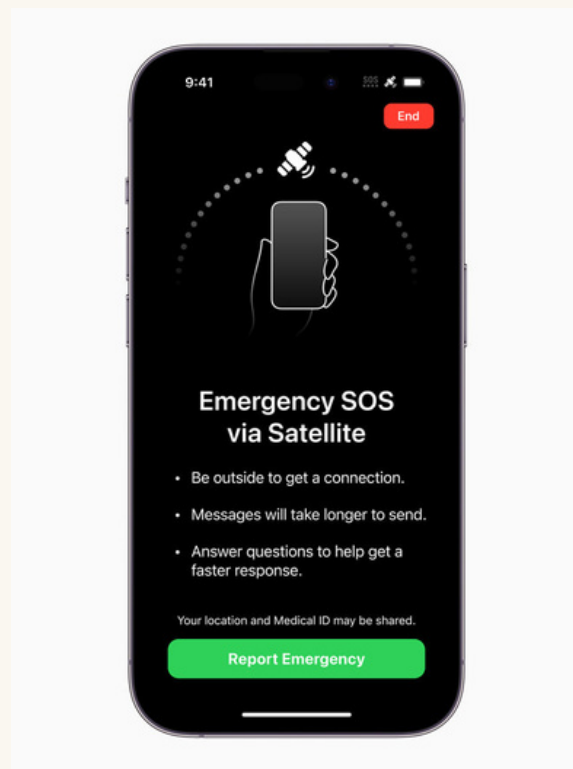 9:41
SOS
End
Emergency SOS
via Satellite
• Be outside to get a connection.
• Messages will take longer to send.
• Answer questions to help get a
faster response.
Your location and Medical ID may be shared.
Report Emergency